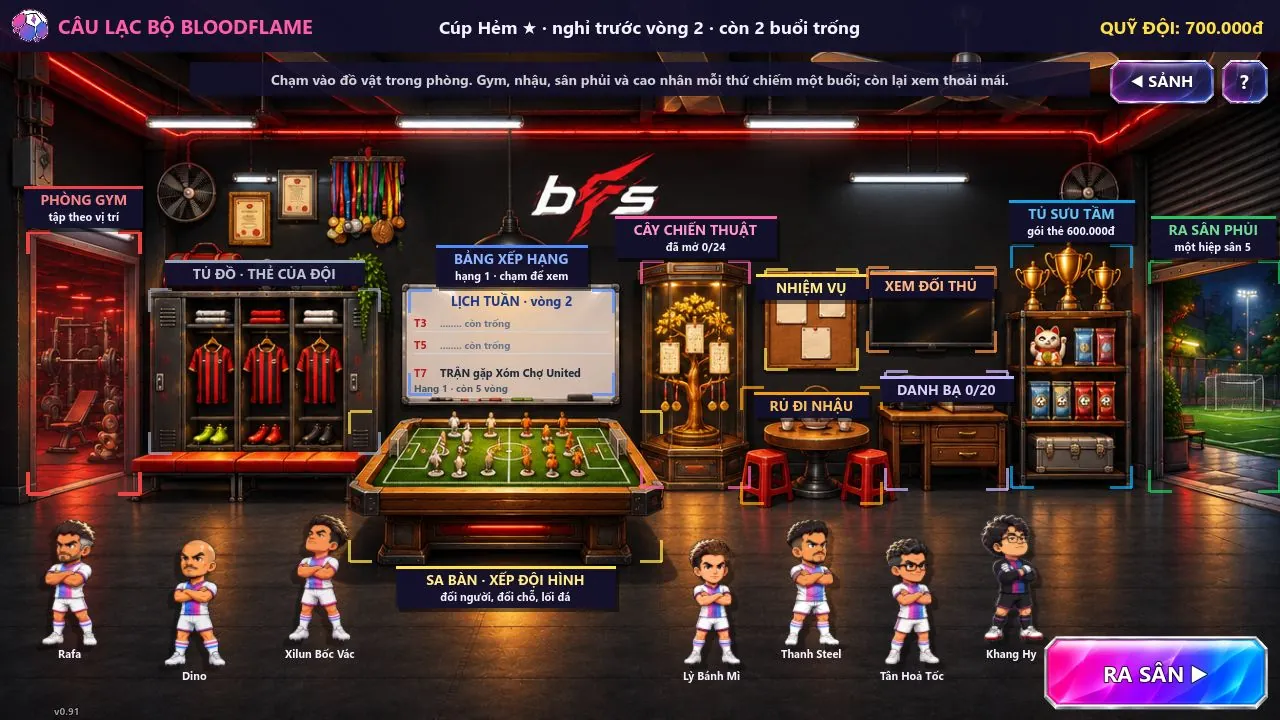 CÂU LẠC BỘ BLOODFLAME
Cúp Hẻm ★ · nghỉ trước vòng 2 · còn 2 buổi trống
QUỸ ĐỘI: 700.000đ
Chạm vào đồ vật trong phòng. Gym, nhậu, sân phủi và cao nhân mỗi thứ chiếm một buổi; còn lại xem thoải mái.
◀ SẢNH
?
bfs
PHÒNG GYM
tập theo vị trí
TỦ ĐỒ · THẺ CỦA ĐỘI
BẢNG XẾP HẠNG
hạng 1 · chạm để xem
LỊCH TUẦN · vòng 2
T3 ........ còn trống
T5 ........ còn trống
T7 TRẬN gặp Xóm Chợ United
Hạng 1 · còn 5 vòng
CÂY CHIẾN THUẬT
đã mở 0/24
NHIỆM VỤ
XEM ĐỐI THỦ
TỦ SƯU TẦM
gói thẻ 600.000đ
RA SÂN PHỦI
một hiệp sân 5
RỦ ĐI NHẬU
DANH BẠ 0/20
SA BÀN · XẾP ĐỘI HÌNH
đổi người, đổi chỗ, lối đá
Rafa
Dino
Xilun Bốc Vác
Lỳ Bánh Mì
Thanh Steel
Tân Hoả Tốc
Khang Hy
RA SÂN ▶
v0.91